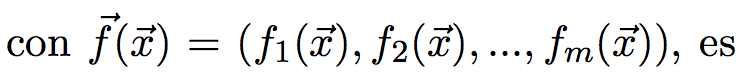 con $\vec{f}(\vec{x}) = (f_1(\vec{x}), f_2(\vec{x}), ..., f_m(\vec{x}))$, es